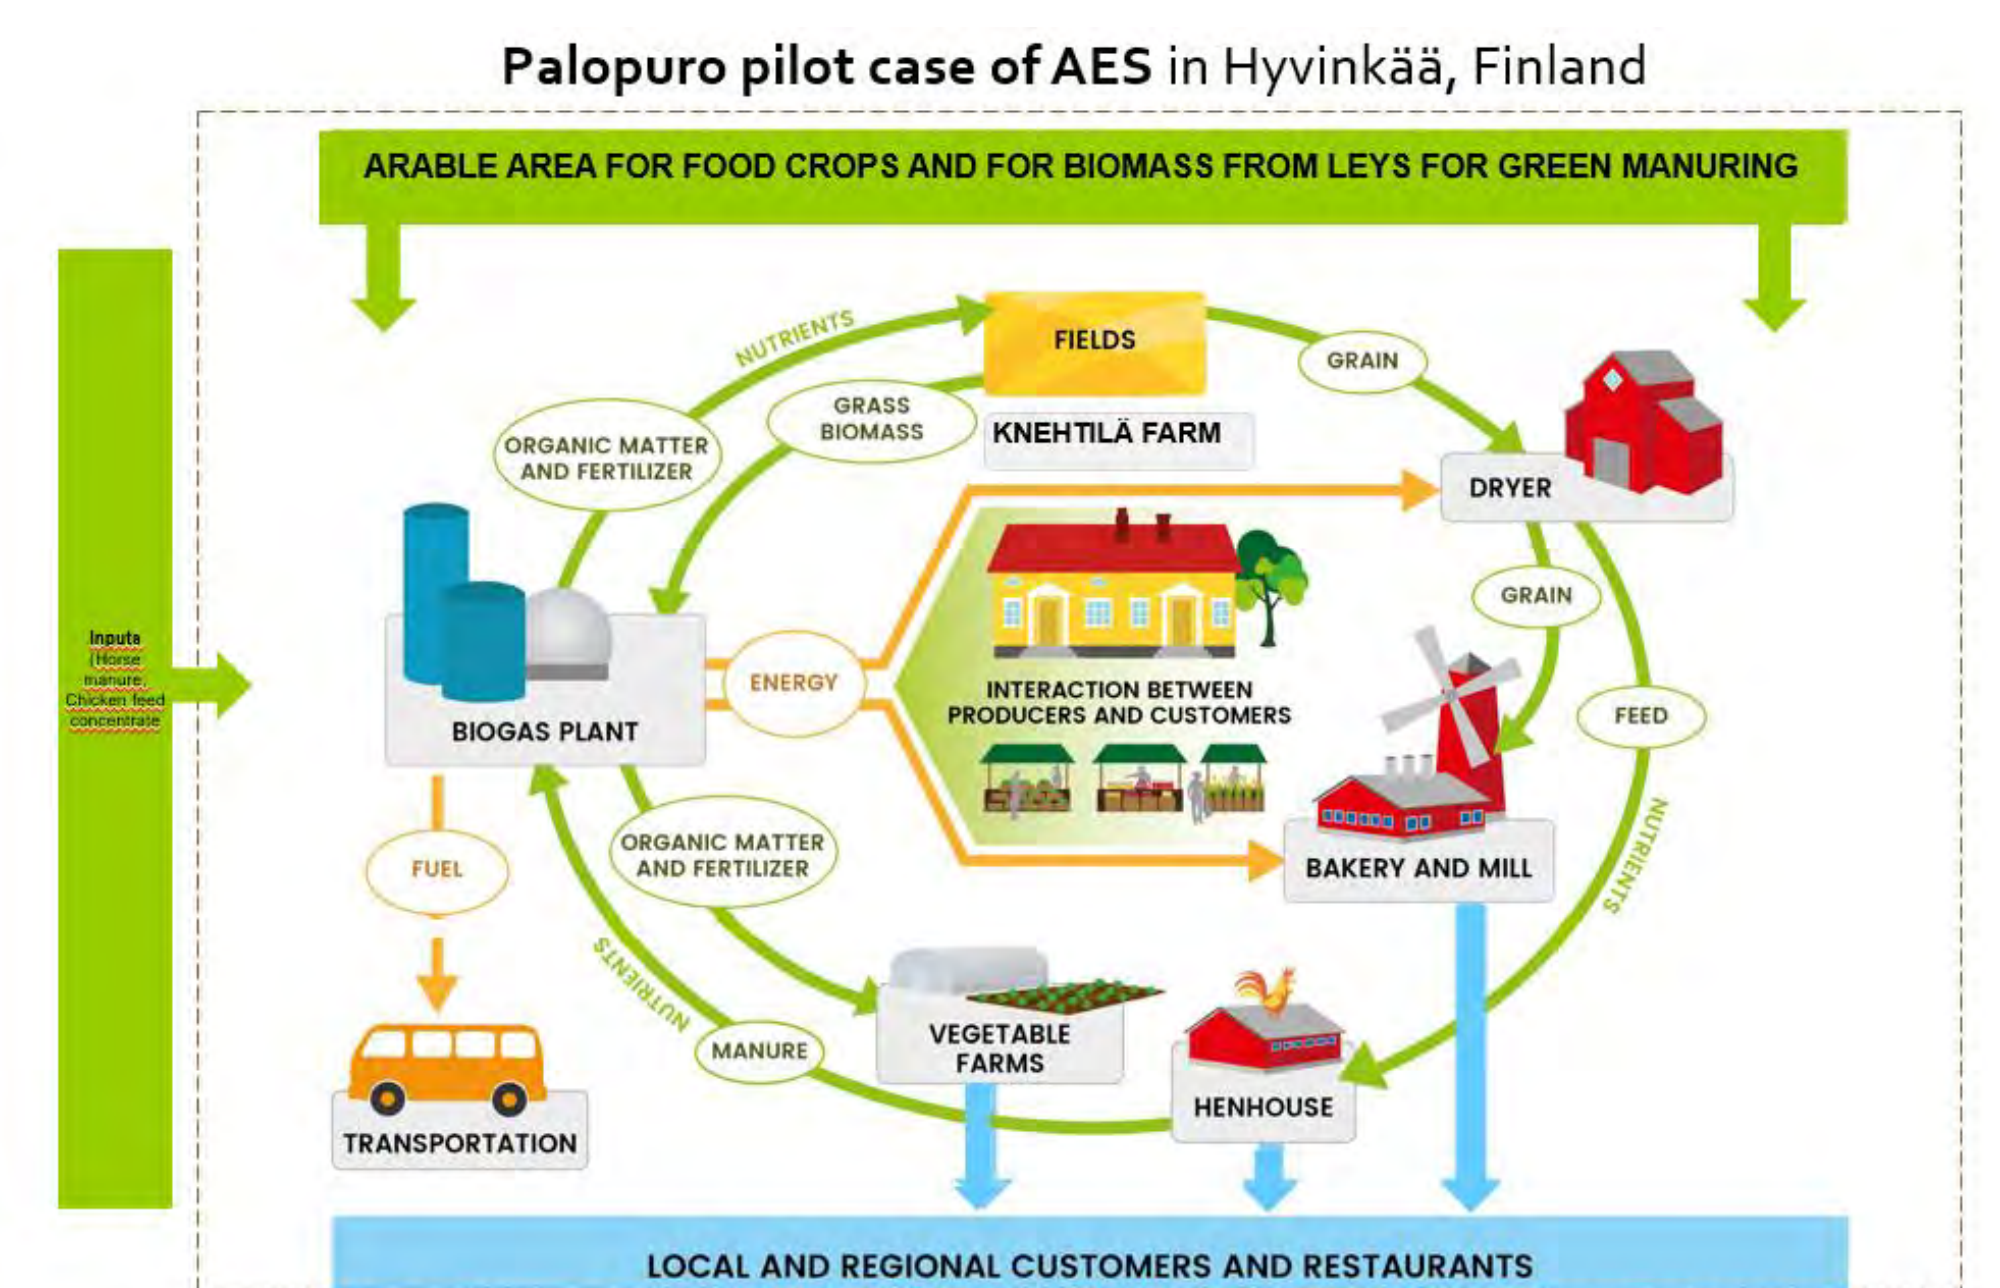 Palopuro pilot case of AES in Hyvinkää, Finland
ARABLE AREA FOR FOOD CROPS AND FOR BIOMASS FROM LEYS FOR GREEN MANURING
NUTRIENTS
FIELDS
GRAIN
GRASS
BIOMASS
KNEHTILÄ FARM
ORGANIC MATTER
AND FERTILIZER
DRYER
GRAIN
Inputs
(Horse
manure,
Chicken feed
concentrate
ENERGY
INTERACTION BETWEEN
PRODUCERS AND CUSTOMERS
FEED
BIOGAS PLANT
NUTRIENTS
FUEL
ORGANIC MATTER
AND FERTILIZER
BAKERY AND MILL
NUTRIENTS
MANURE
VEGETABLE
FARMS
HENHOUSE
TRANSPORTATION
LOCAL AND REGIONAL CUSTOMERS AND RESTAURANTS